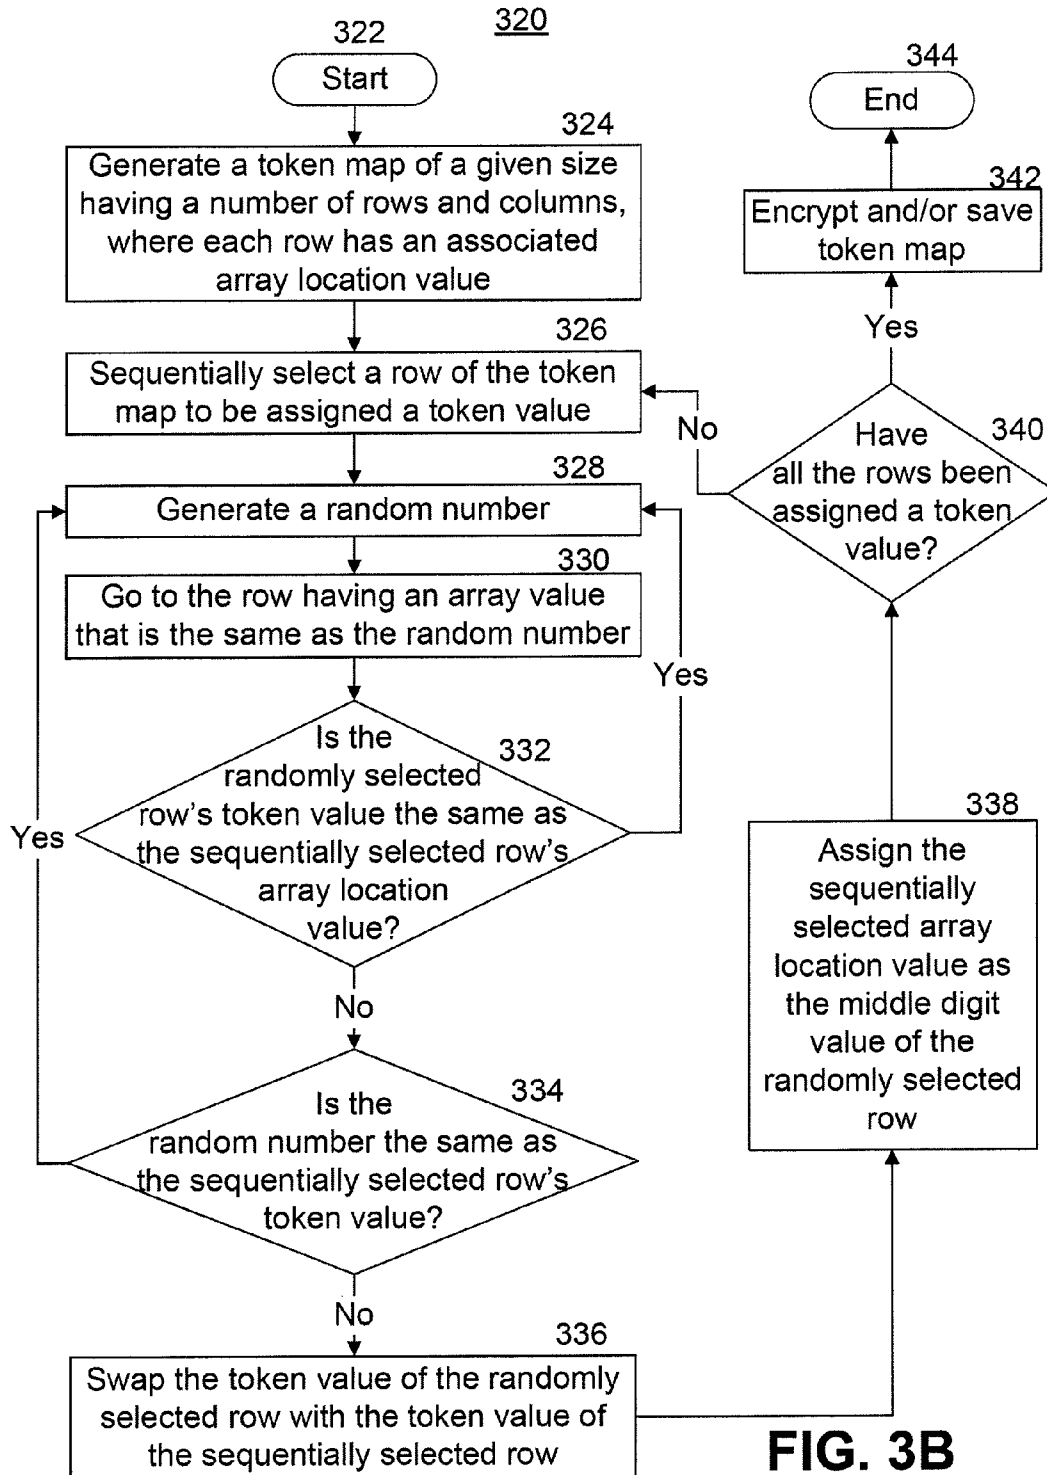 320
322
Start
324
Generate a token map of a given size
having a number of rows and columns,
where each row has an associated
array location value
326
Sequentially select a row of the token
map to be assigned a token value
328
Generate a random number
330
Go to the row having an array value
that is the same as the random number
Yes
332
Is the
randomly selected
row's token value the same as
the sequentially selected row's
array location
value?
Yes
No
334
Is the
random number the same as
the sequentially selected row's
token value?
No
336
Swap the token value of the randomly
selected row with the token value of
the sequentially selected row
338
Assign the
sequentially
selected array
location value as
the middle digit
value of the
randomly selected
row
340
Have
all the rows been
assigned a token
value?
No
Yes
342
Encrypt and/or save
token map
344
End
FIG. 3B